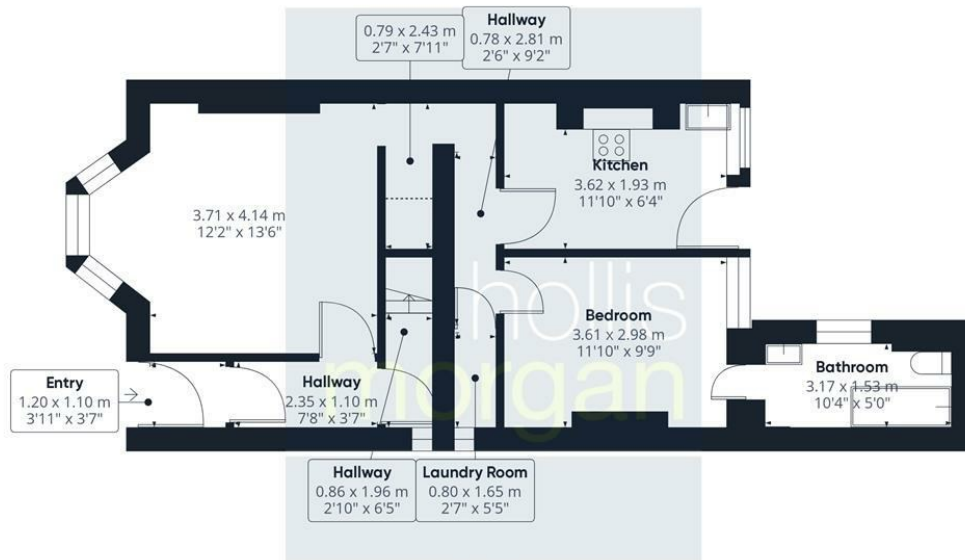 0.79 x 2.43 m
2'7" x 7'11"
Hallway
0.78 x 2.81 m
2'6" x 9'2"
Kitchen
3.62 x 1.93 m
11'10" x 6'4"
3.71 x 4.14 m
12'2" x 13'6"
hollis
morgan
Bedroom
3.61 x 2.98 m
11'10" x 9'9"
Bathroom
3.17 x 1.53 m
10'4" x 5'0"
Entry
1.20 x 1.10 m
3'11" x 3'7"
Hallway
2.35 x 1.10 m
7'8" x 3'7"
Hallway
0.86 x 1.96 m
2'10" x 6'5"
Laundry Room
0.80 x 1.65 m
2'7" x 5'5"